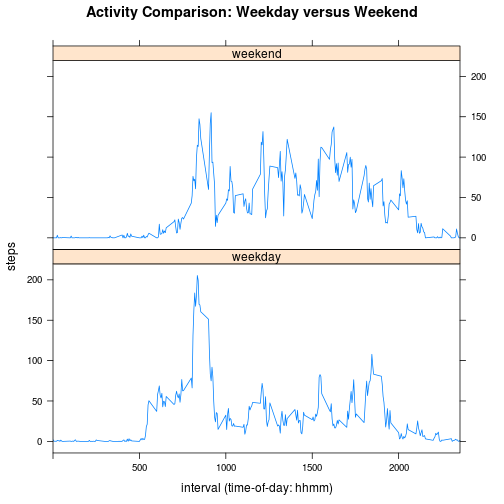 Activity Comparison: Weekday versus Weekend
weekend
200
150
100
50
0
weekday
200
150
100
50
0
steps
500
1000
1500
2000
interval (time-of-day: hhmm)